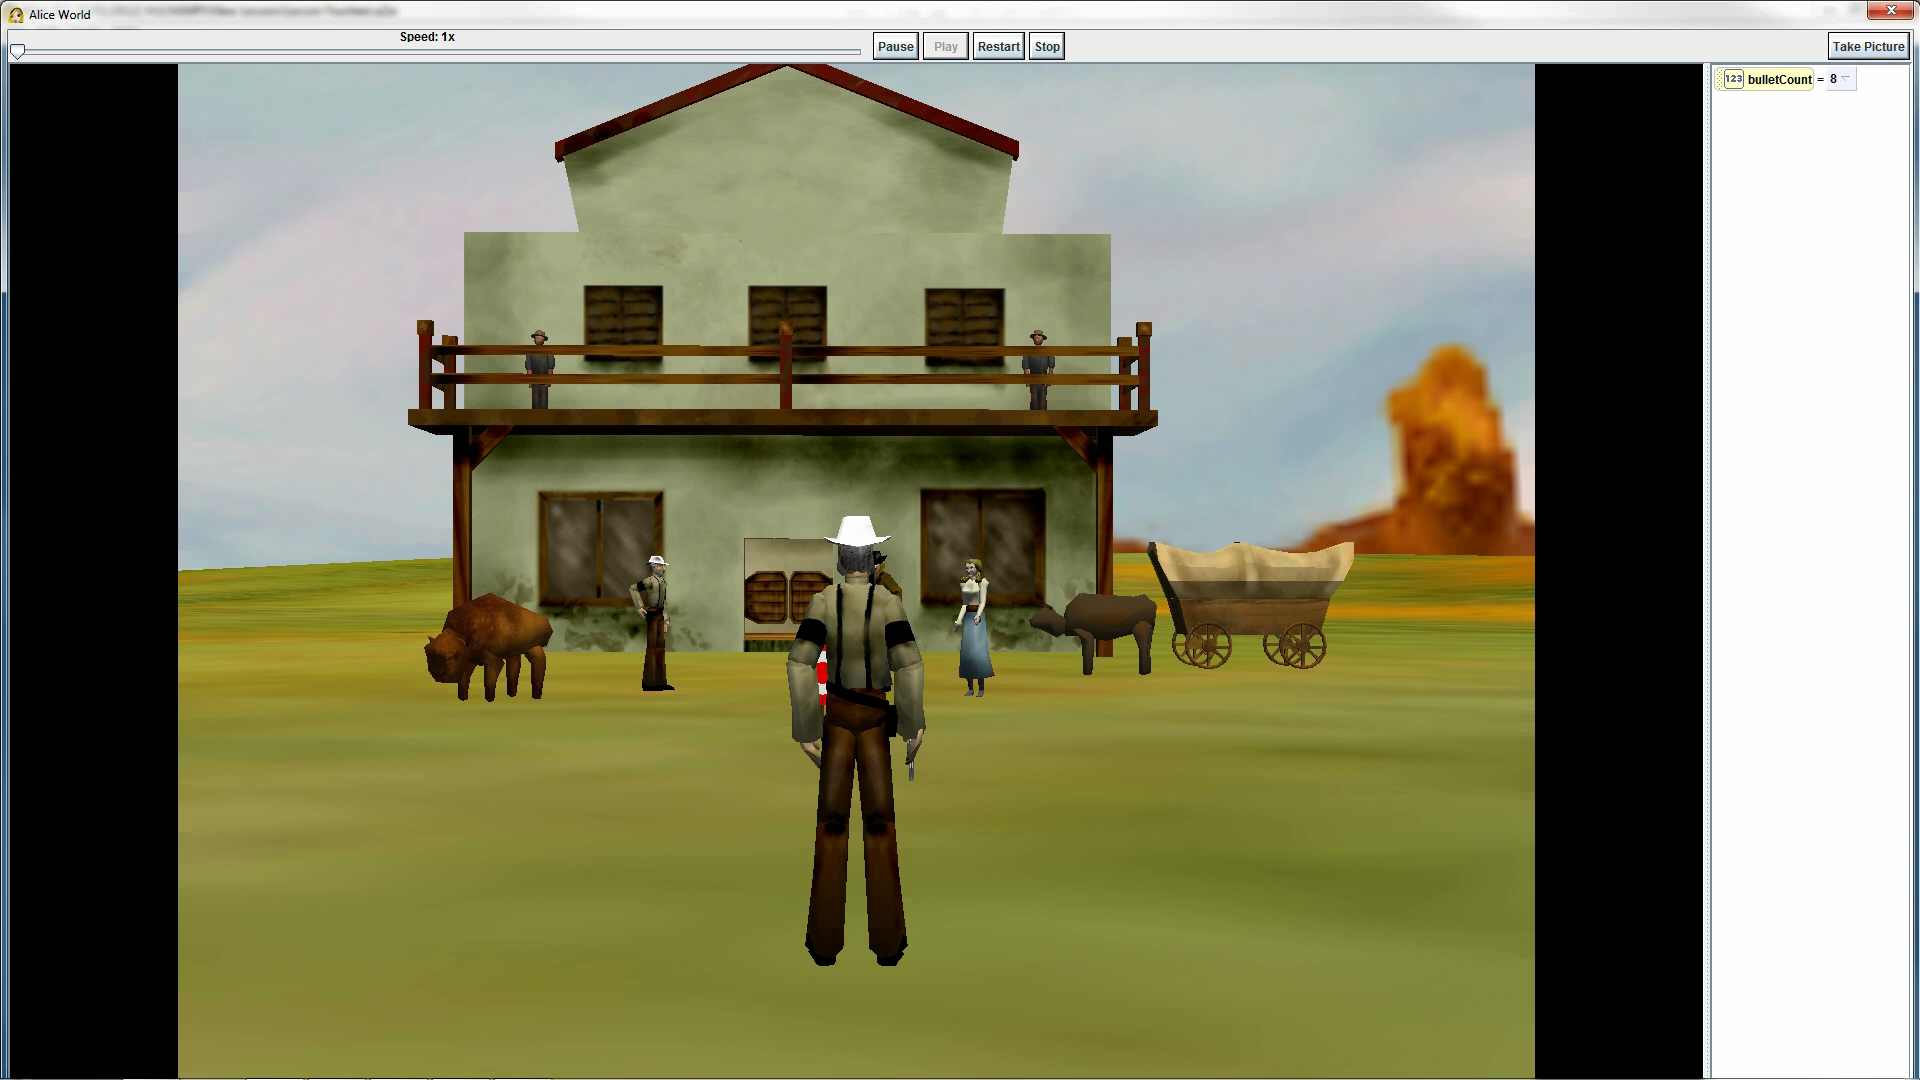 Alice World
Speed: 1x
Pause Play Restart Stop Take Picture
123 bulletCount = 8